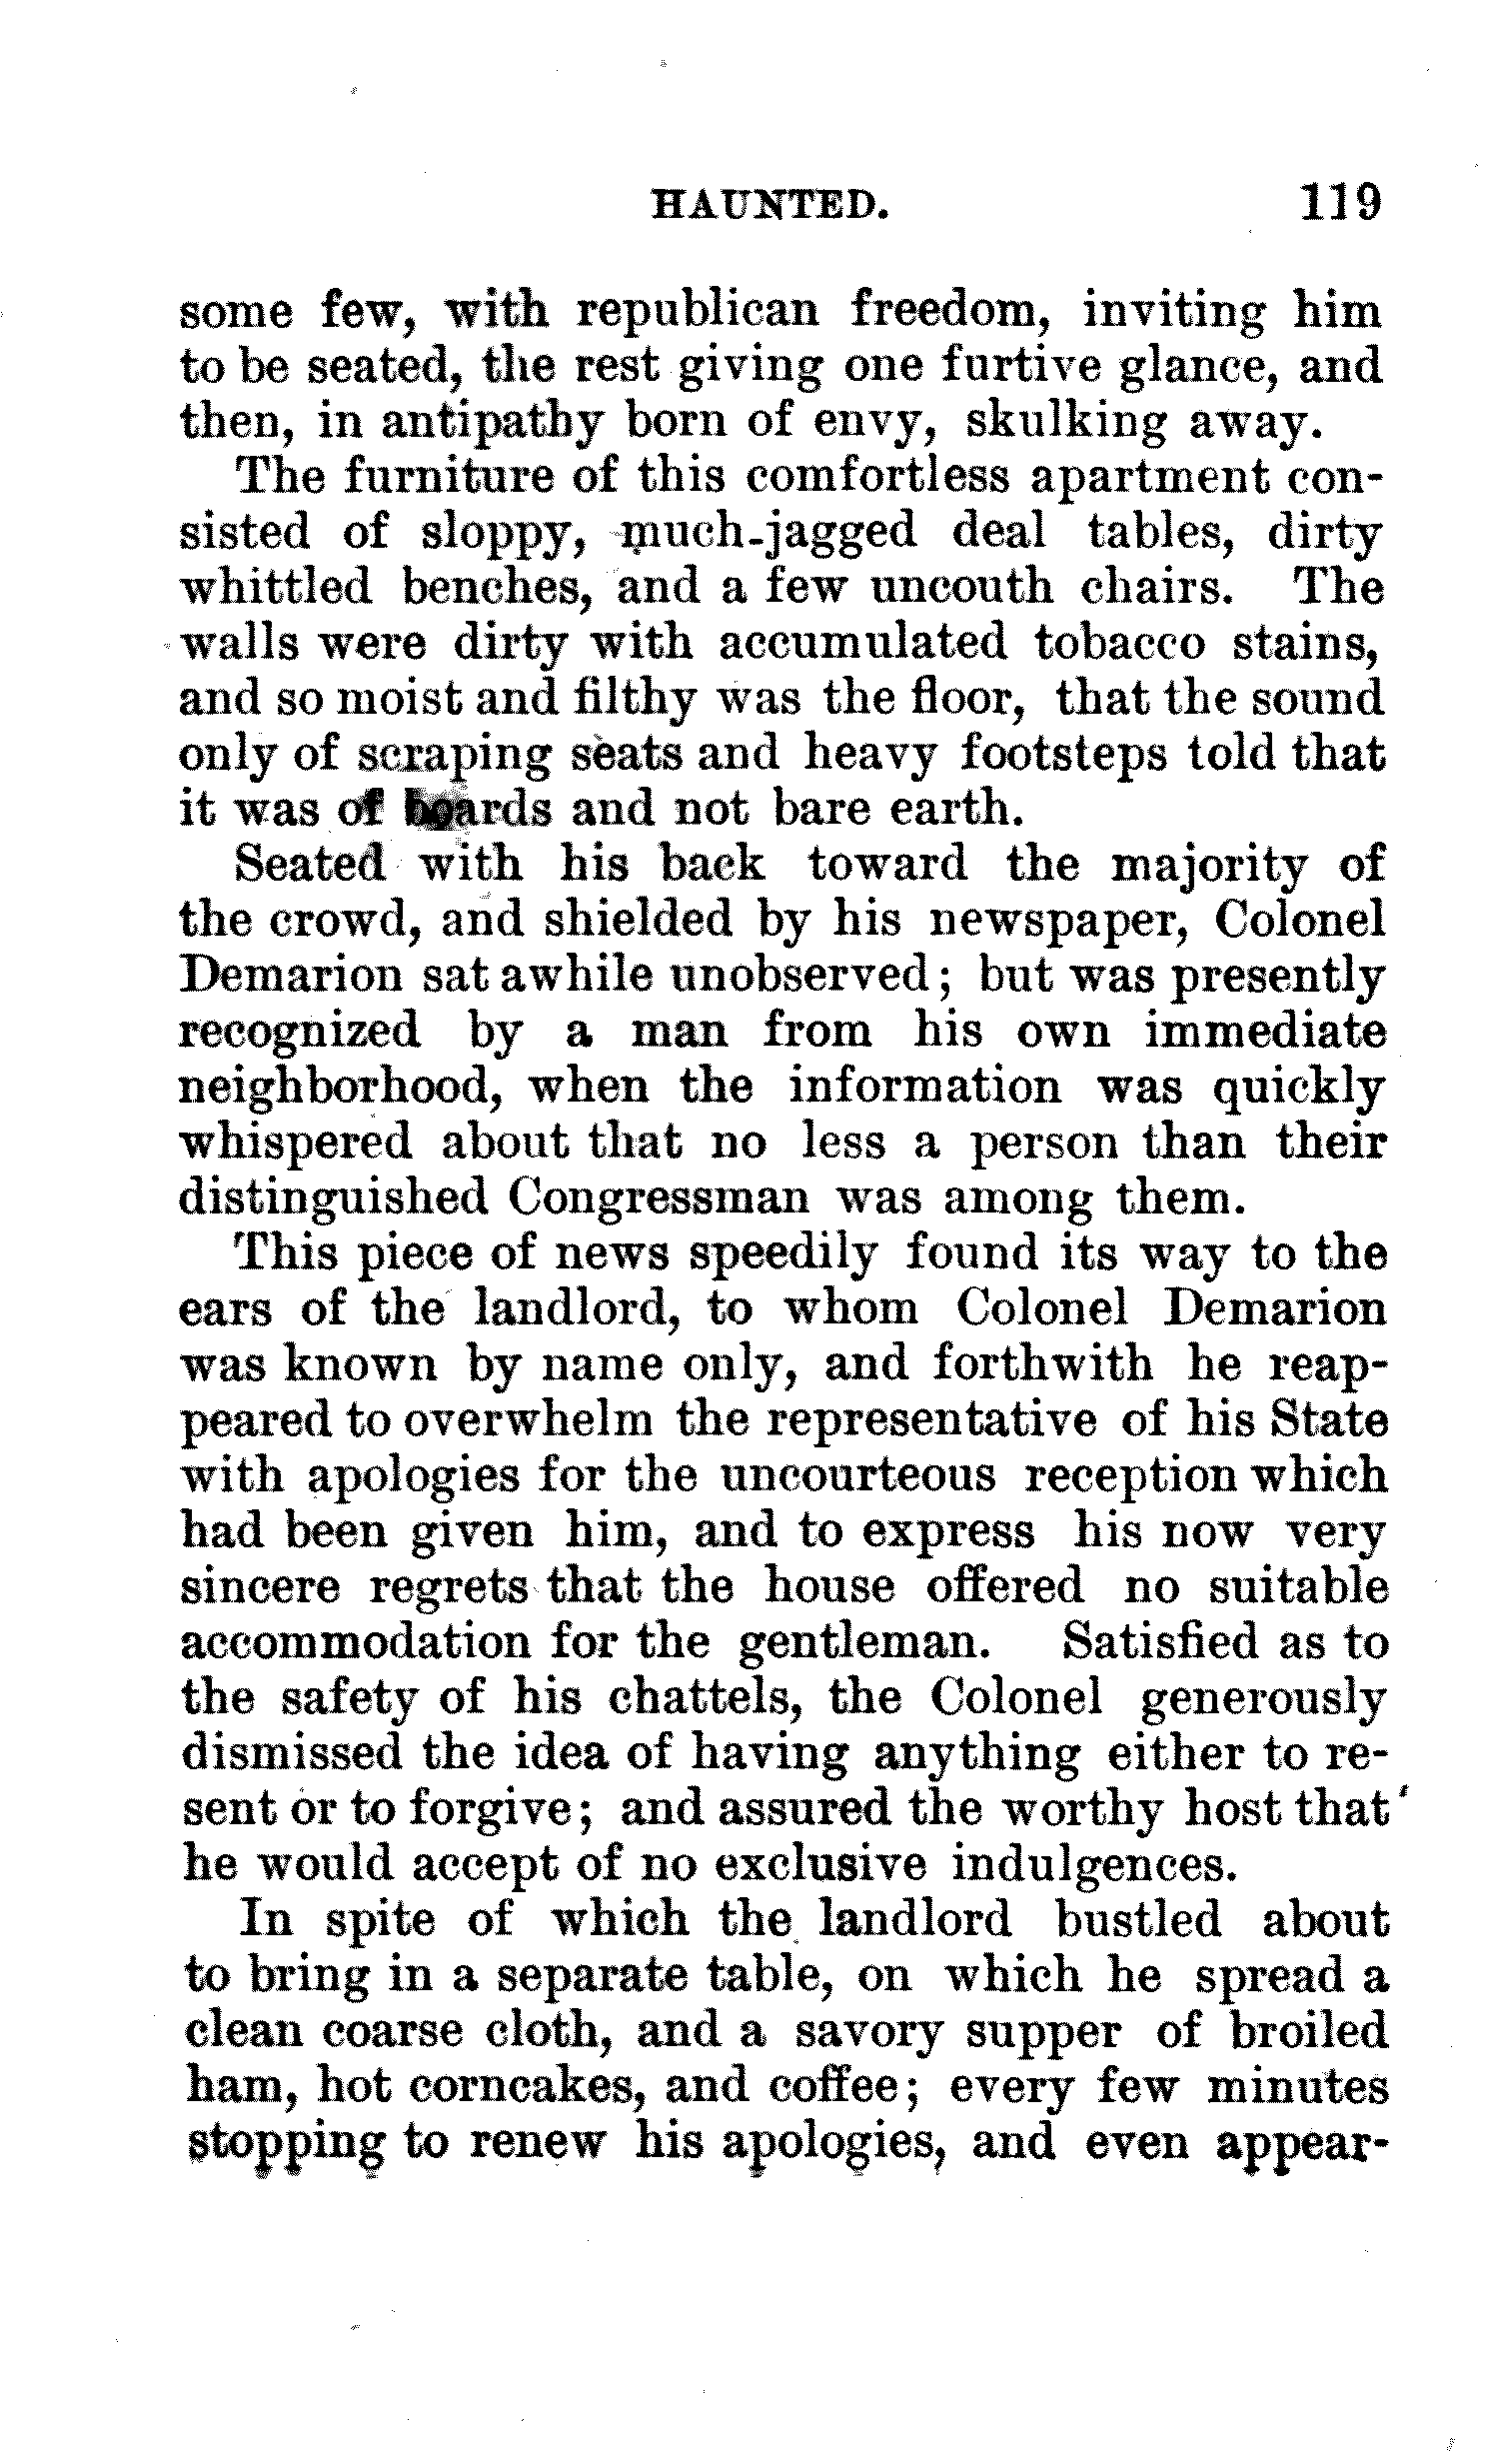 HAUNTED. 119
some few, with republican freedom, inviting him
to be seated, the rest giving one furtive glance, and
then, in antipathy born of envy, skulking away.
The furniture of this comfortless apartment con-
sisted of sloppy, much-jagged deal tables, dirty
whittled benches, and a few uncouth chairs. The
walls were dirty with accumulated tobacco stains,
and so moist and filthy was the floor, that the sound
only of scraping seats and heavy footsteps told that
it was of boards and not bare earth.
Seated with his back toward the majority of
the crowd, and shielded by his newspaper, Colonel
Demarion sat awhile unobserved; but was presently
recognized by a man from his own immediate
neighborhood, when the information was quickly
whispered about that no less a person than their
distinguished Congressman was among them.
This piece of news speedily found its way to the
ears of the landlord, to whom Colonel Demarion
was known by name only, and forthwith he reap-
peared to overwhelm the representative of his State
with apologies for the uncourteous reception which
had been given him, and to express his now very
sincere regrets that the house offered no suitable
accommodation for the gentleman. Satisfied as to
the safety of his chattels, the Colonel generously
dismissed the idea of having anything either to re-
sent or to forgive; and assured the worthy host that
he would accept of no exclusive indulgences.
In spite of which the landlord bustled about
to bring in a separate table, on which he spread a
clean coarse cloth, and a savory supper of broiled
ham, hot corncakes, and coffee; every few minutes
stopping to renew his apologies, and even appear-